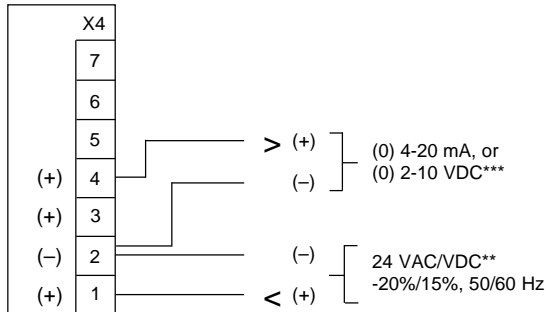 X4
7
6
5
(+) 4
(+) 3
(–) 2
(+) 1
> (+)
(–)
(0) 4-20 mA, or
(0) 2-10 VDC***
(–)
< (+)
24 VAC/VDC**
-20%/15%, 50/60 Hz